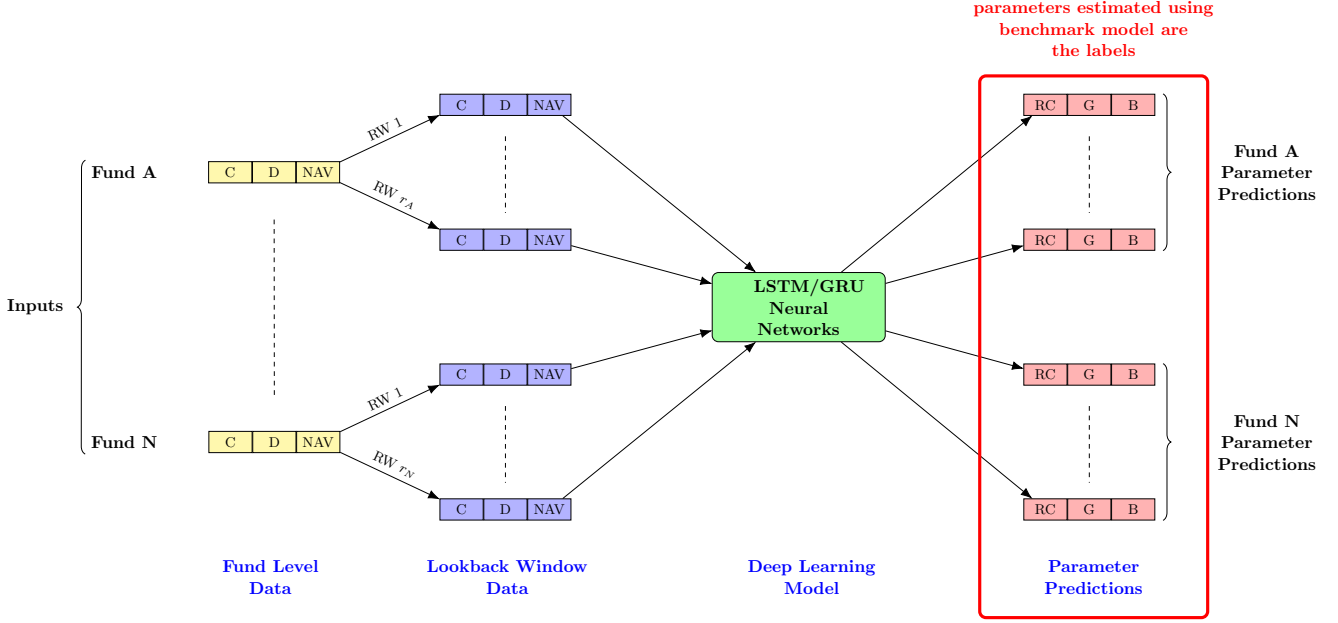 parameters estimated using
benchmark model are
the labels
C D NAV
RC G B
RW 1
Fund A
C D NAV
Fund A
Parameter
Predictions
RW r_A
C D NAV
RC G B
Inputs
LSTM/GRU
Neural
Networks
C D NAV
RC G B
RW 1
Fund N
C D NAV
Fund N
Parameter
Predictions
RW r_N
C D NAV
RC G B
Fund Level
Data
Lookback Window
Data
Deep Learning
Model
Parameter
Predictions